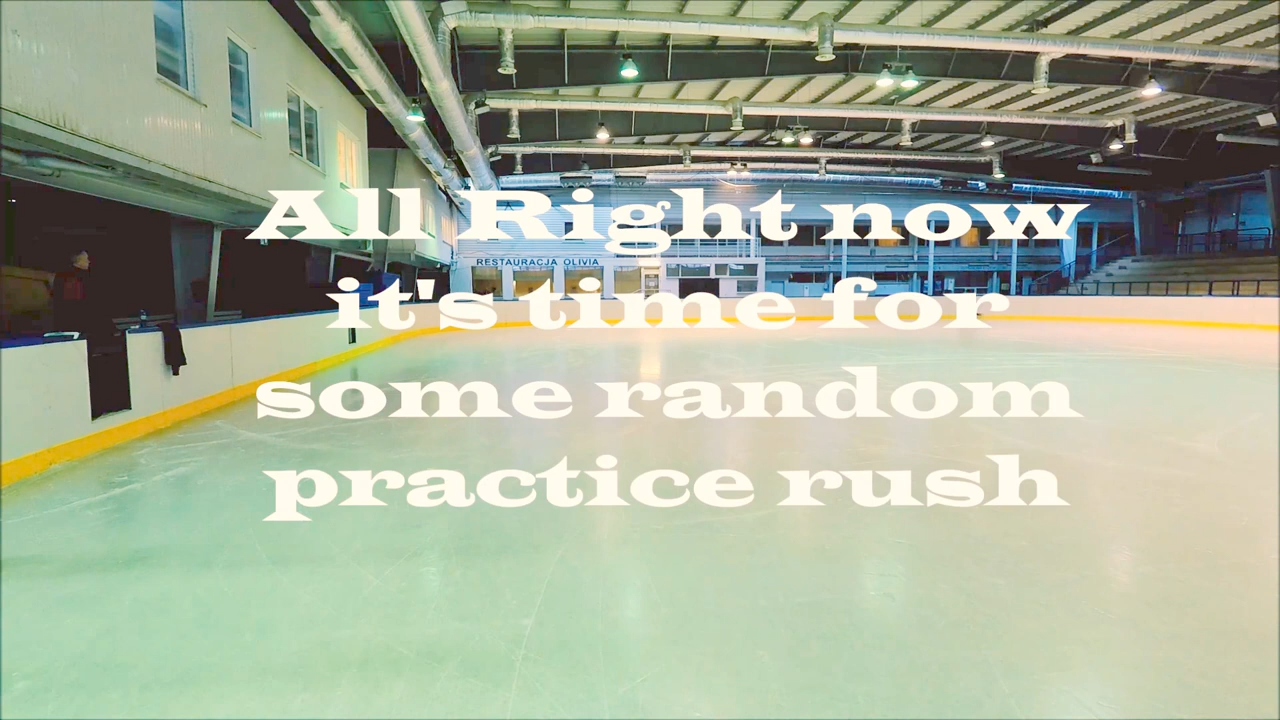 All Right now
RESTAURACJA OLIVIA
it's time for
some random
practice rush